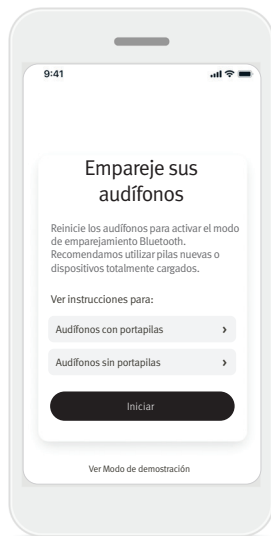 9:41
Empareje sus
audífonos
Reinicie los audífonos para activar el modo
de emparejamiento Bluetooth.
Recomendamos utilizar pilas nuevas o
dispositivos totalmente cargados.
Ver instrucciones para:
Audífonos con portapilas
Audífonos sin portapilas
Iniciar
Ver Modo de demostración